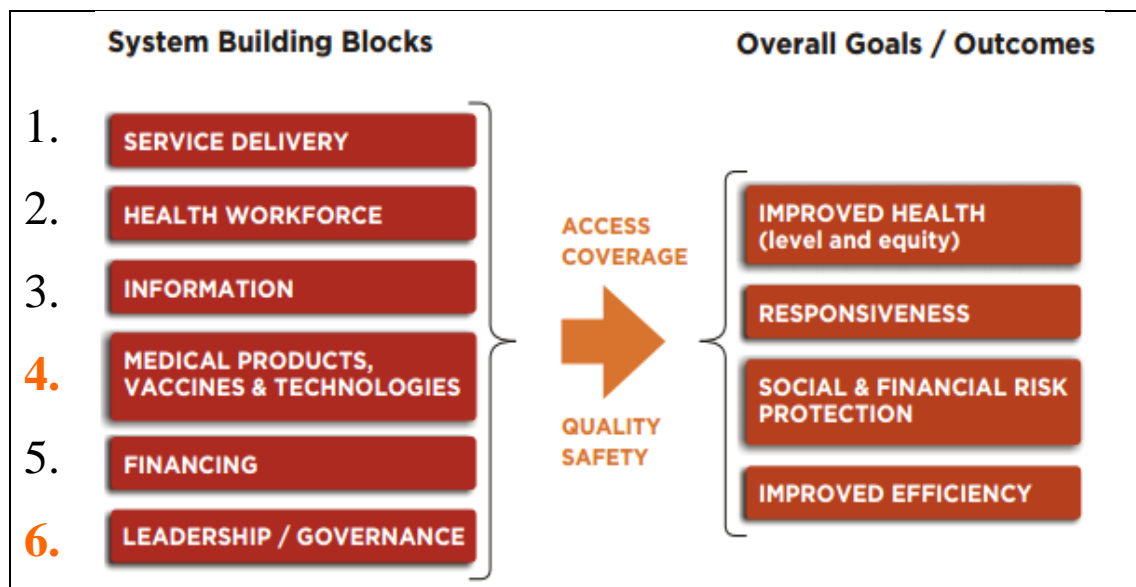 System Building Blocks
Overall Goals / Outcomes
1.
SERVICE DELIVERY
2.
HEALTH WORKFORCE
3.
INFORMATION
4.
MEDICAL PRODUCTS,
VACCINES & TECHNOLOGIES
5.
FINANCING
6.
LEADERSHIP / GOVERNANCE
ACCESS
COVERAGE
QUALITY
SAFETY
IMPROVED HEALTH
(level and equity)
RESPONSIVENESS
SOCIAL & FINANCIAL RISK
PROTECTION
IMPROVED EFFICIENCY